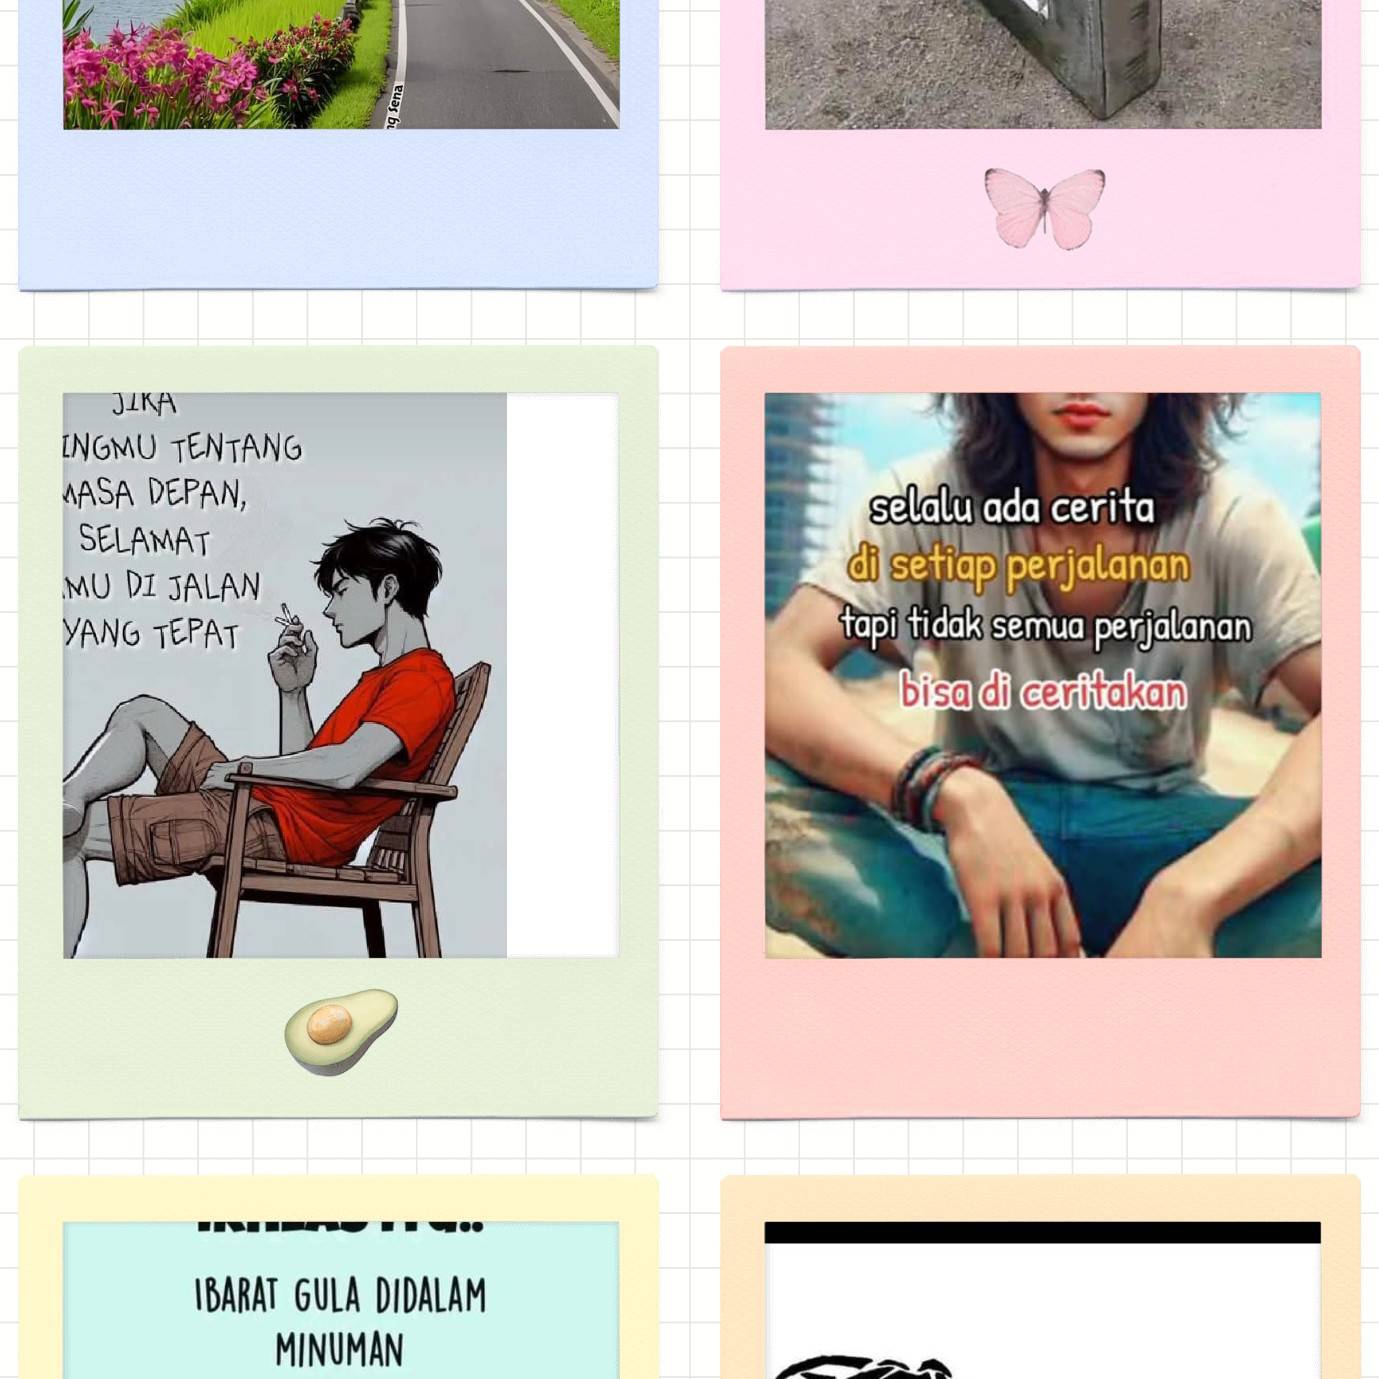 ng Sena
JIKA
INGMU TENTANG
MASA DEPAN,
SELAMAT
MU DI JALAN
YANG TEPAT
selalu ada cerita
di setiap perjalanan
tapi tidak semua perjalanan
bisa di ceritakan
IBARAT GULA DIDALAM
MINUMAN